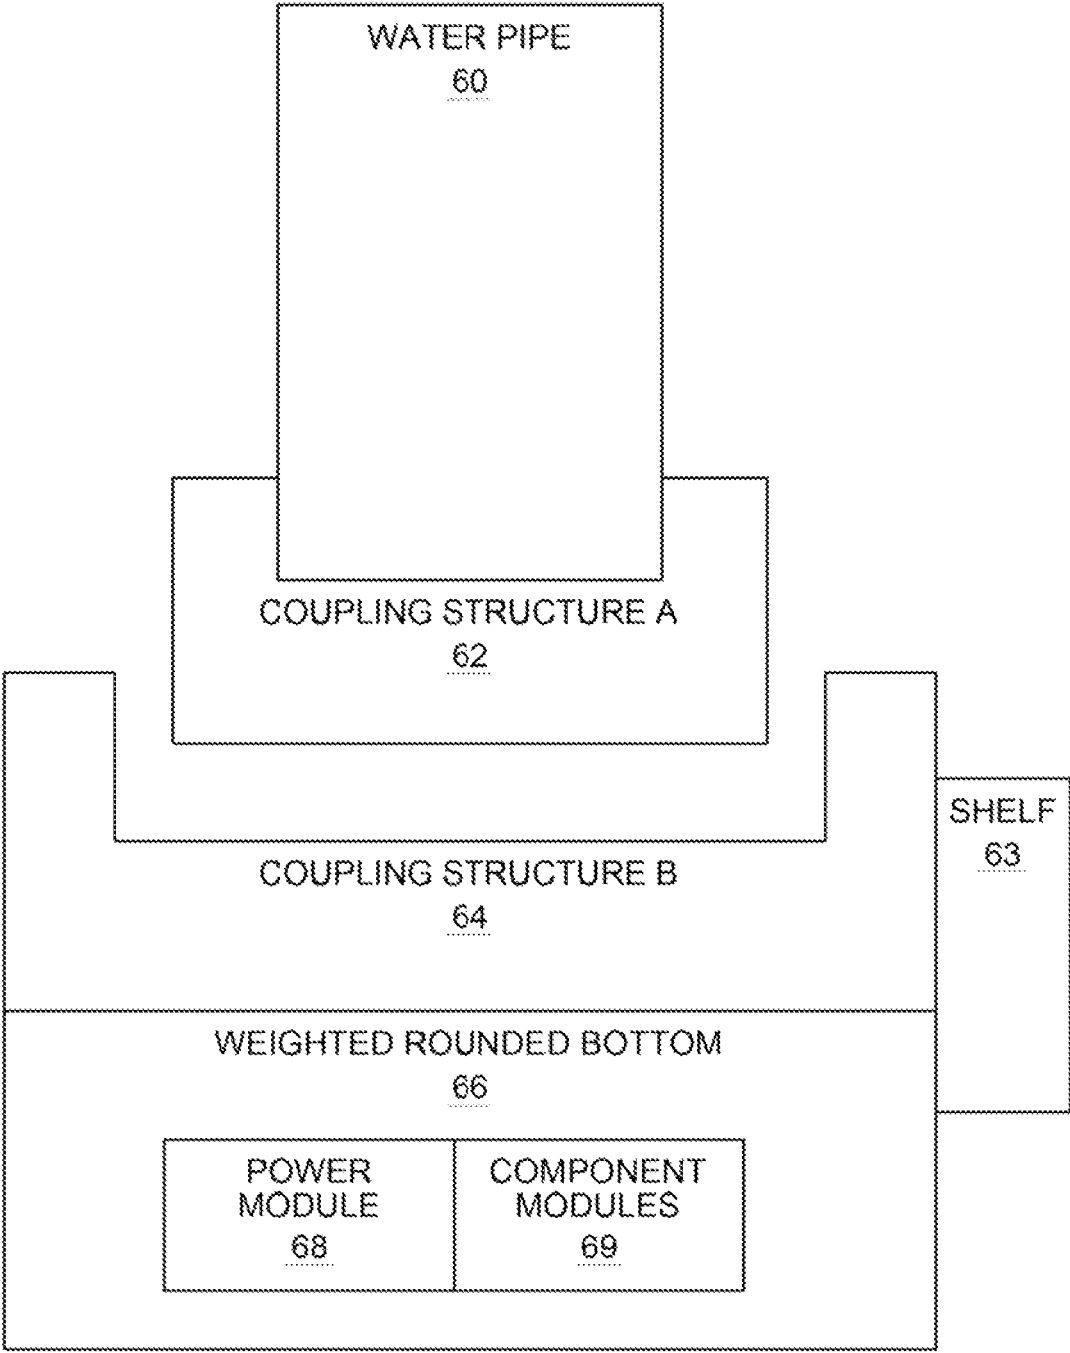 WATER PIPE
60
COUPLING STRUCTURE A
62
SHELF
63
COUPLING STRUCTURE B
64
WEIGHTED ROUNDED BOTTOM
66
POWER
MODULE
68
COMPONENT
MODULES
69